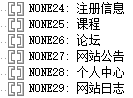 NONE24: 注册信息
NONE25: 课程
NONE26: 论坛
NONE27: 网站公告
NONE28: 个人中心
NONE29: 网站日志